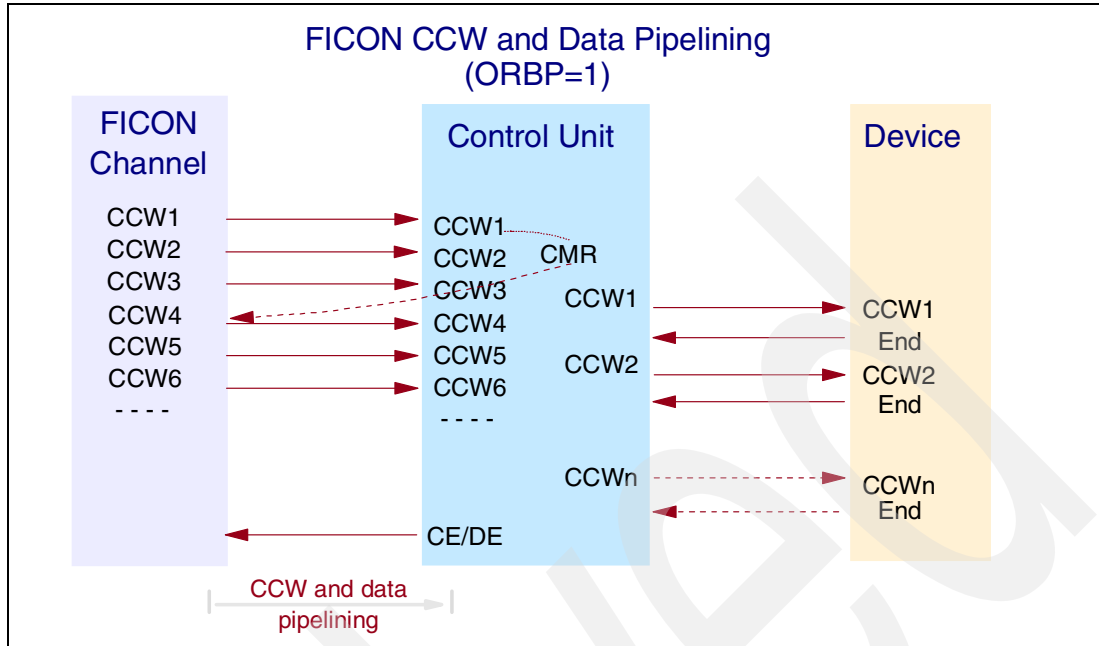 FICON CCW and Data Pipelining
(ORBP=1)
FICON
Channel
CCW1
CCW2
CCW3
CCW4
CCW5
CCW6
- - - -
Control Unit
CCW1
CCW2
CCW3
CCW4
CCW5
CCW6
- - - -
CMR
CCW1
CCW2
CCWn
CE/DE
Device
CCW1
End
CCW2
End
CCWn
End
CCW and data
pipelining